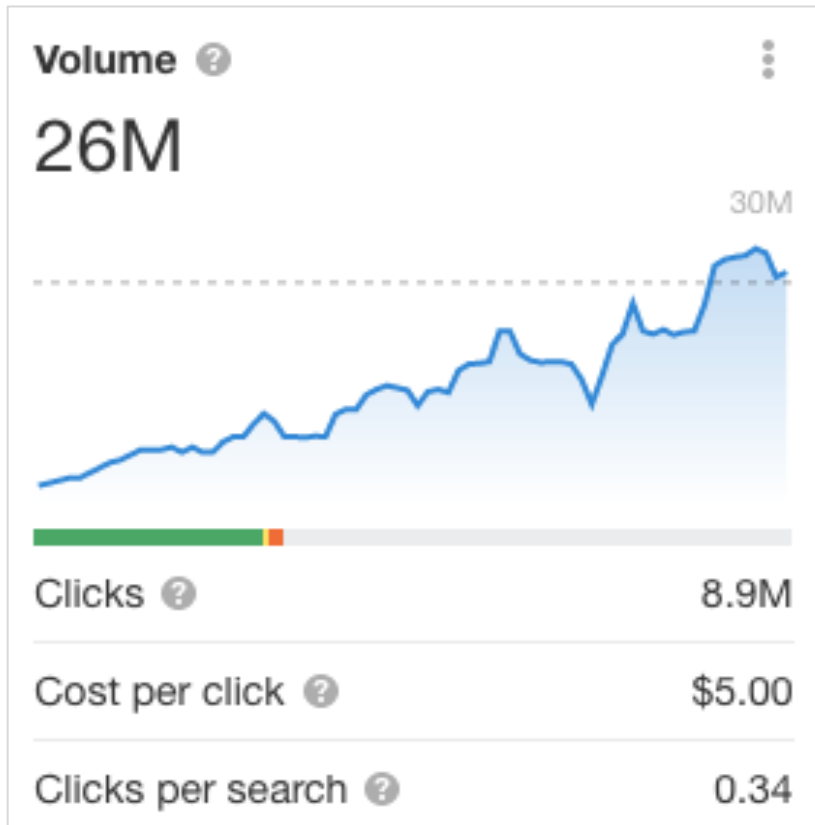 Volume ?
26M
30M
Clicks ? 8.9M
Cost per click ? $5.00
Clicks per search ? 0.34